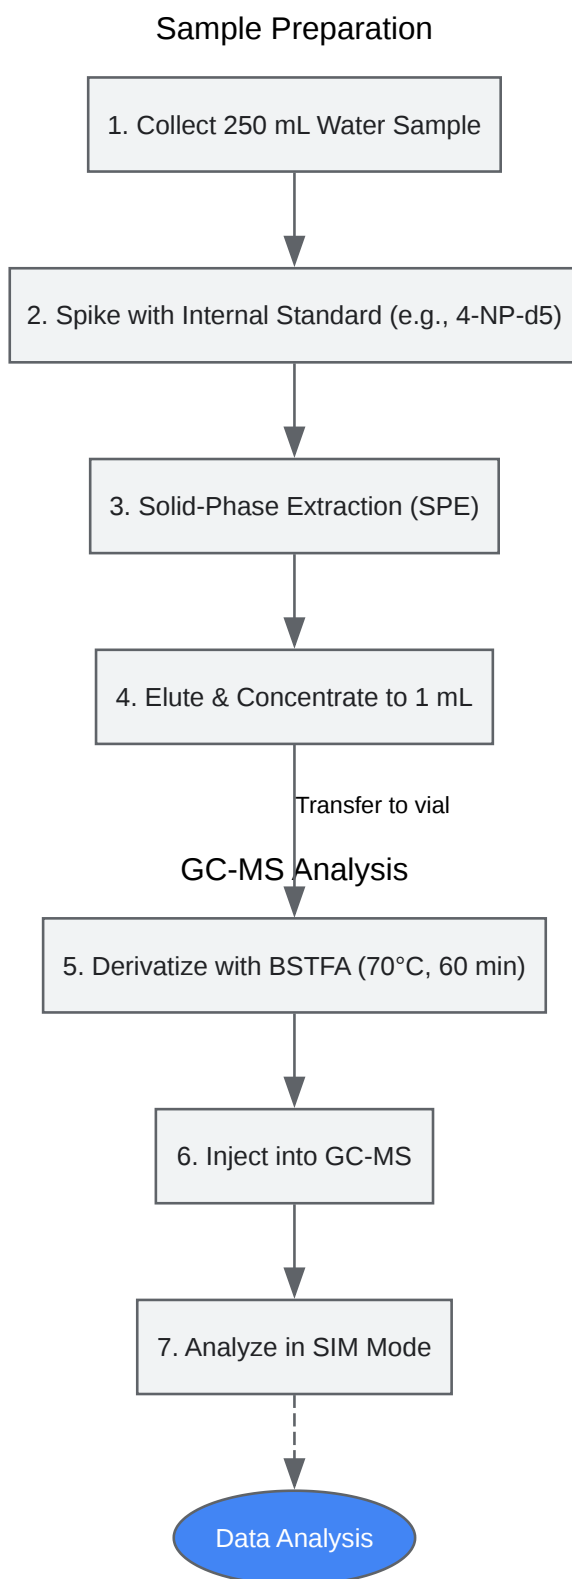 Sample Preparation
1. Collect 250 mL Water Sample
2. Spike with Internal Standard (e.g., 4-NP-d5)
3. Solid-Phase Extraction (SPE)
4. Elute & Concentrate to 1 mL
Transfer to vial
GC-MS Analysis
5. Derivatize with BSTFA (70°C, 60 min)
6. Inject into GC-MS
7. Analyze in SIM Mode
Data Analysis